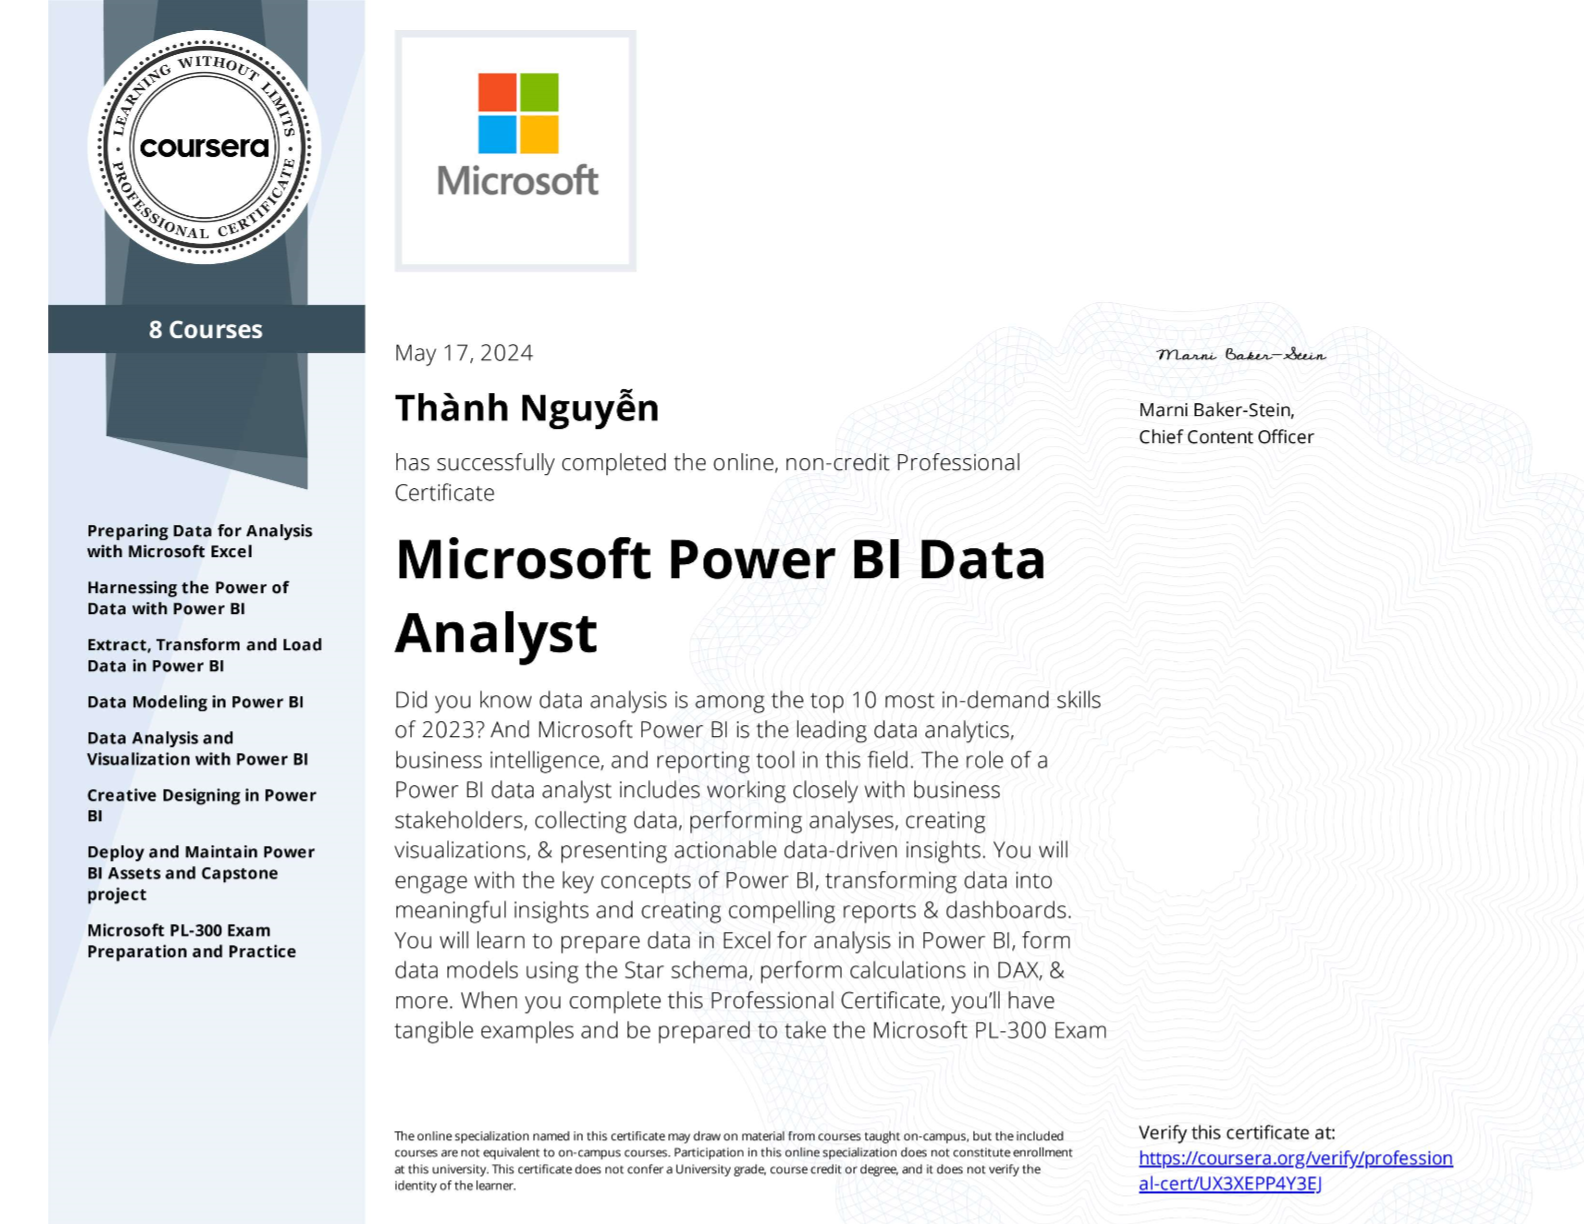 LEARNING WITHOUT LIMITS
coursera
PROFESSIONAL CERTIFICATE
8 Courses
Preparing Data for Analysis
with Microsoft Excel
Harnessing the Power of
Data with Power BI
Extract, Transform and Load
Data in Power BI
Data Modeling in Power BI
Data Analysis and
Visualization with Power BI
Creative Designing in Power
BI
Deploy and Maintain Power
BI Assets and Capstone
project
Microsoft PL-300 Exam
Preparation and Practice
Microsoft
May 17, 2024
Thành Nguyễn
has successfully completed the online, non-credit Professional
Certificate
Microsoft Power BI Data
Analyst
Did you know data analysis is among the top 10 most in-demand skills
of 2023? And Microsoft Power BI is the leading data analytics,
business intelligence, and reporting tool in this field. The role of a
Power BI data analyst includes working closely with business
stakeholders, collecting data, performing analyses, creating
visualizations, & presenting actionable data-driven insights. You will
engage with the key concepts of Power BI, transforming data into
meaningful insights and creating compelling reports & dashboards.
You will learn to prepare data in Excel for analysis in Power BI, form
data models using the Star schema, perform calculations in DAX, &
more. When you complete this Professional Certificate, you’ll have
tangible examples and be prepared to take the Microsoft PL-300 Exam
Marni Baker-Stein
Marni Baker-Stein,
Chief Content Officer
The online specialization named in this certificate may draw on material from courses taught on-campus, but the included
courses are not equivalent to on-campus courses. Participation in this online specialization does not constitute enrollment
at this university. This certificate does not confer a University grade, course credit or degree, and it does not verify the
identity of the learner.
Verify this certificate at:
https://coursera.org/verify/profession
al-cert/UX3XEPP4Y3EJ